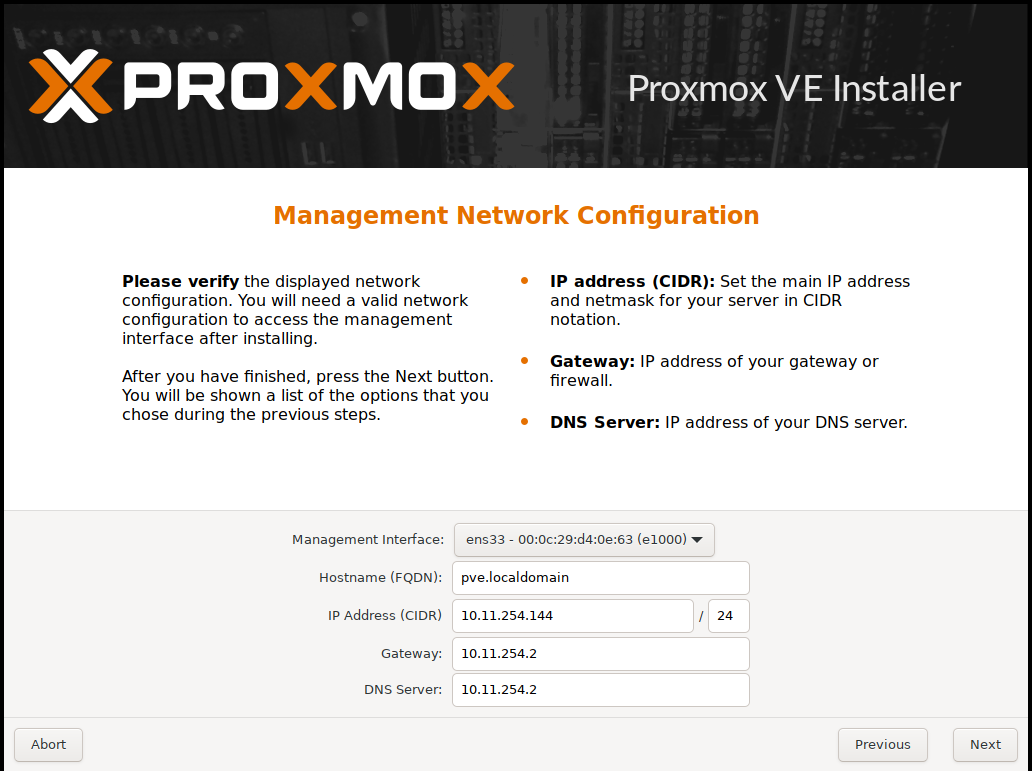 PROXMOX
Proxmox VE Installer
Management Network Configuration
Please verify the displayed network
configuration. You will need a valid network
configuration to access the management
interface after installing.
After you have finished, press the Next button.
You will be shown a list of the options that you
chose during the previous steps.
IP address (CIDR): Set the main IP address
and netmask for your server in CIDR
notation.
Gateway: IP address of your gateway or
firewall.
DNS Server: IP address of your DNS server.
Management Interface: ens33 - 00:0c:29:d4:0e:63 (e1000)
Hostname (FQDN): pve.localdomain
IP Address (CIDR) 10.11.254.144 / 24
Gateway: 10.11.254.2
DNS Server: 10.11.254.2
Abort Previous Next